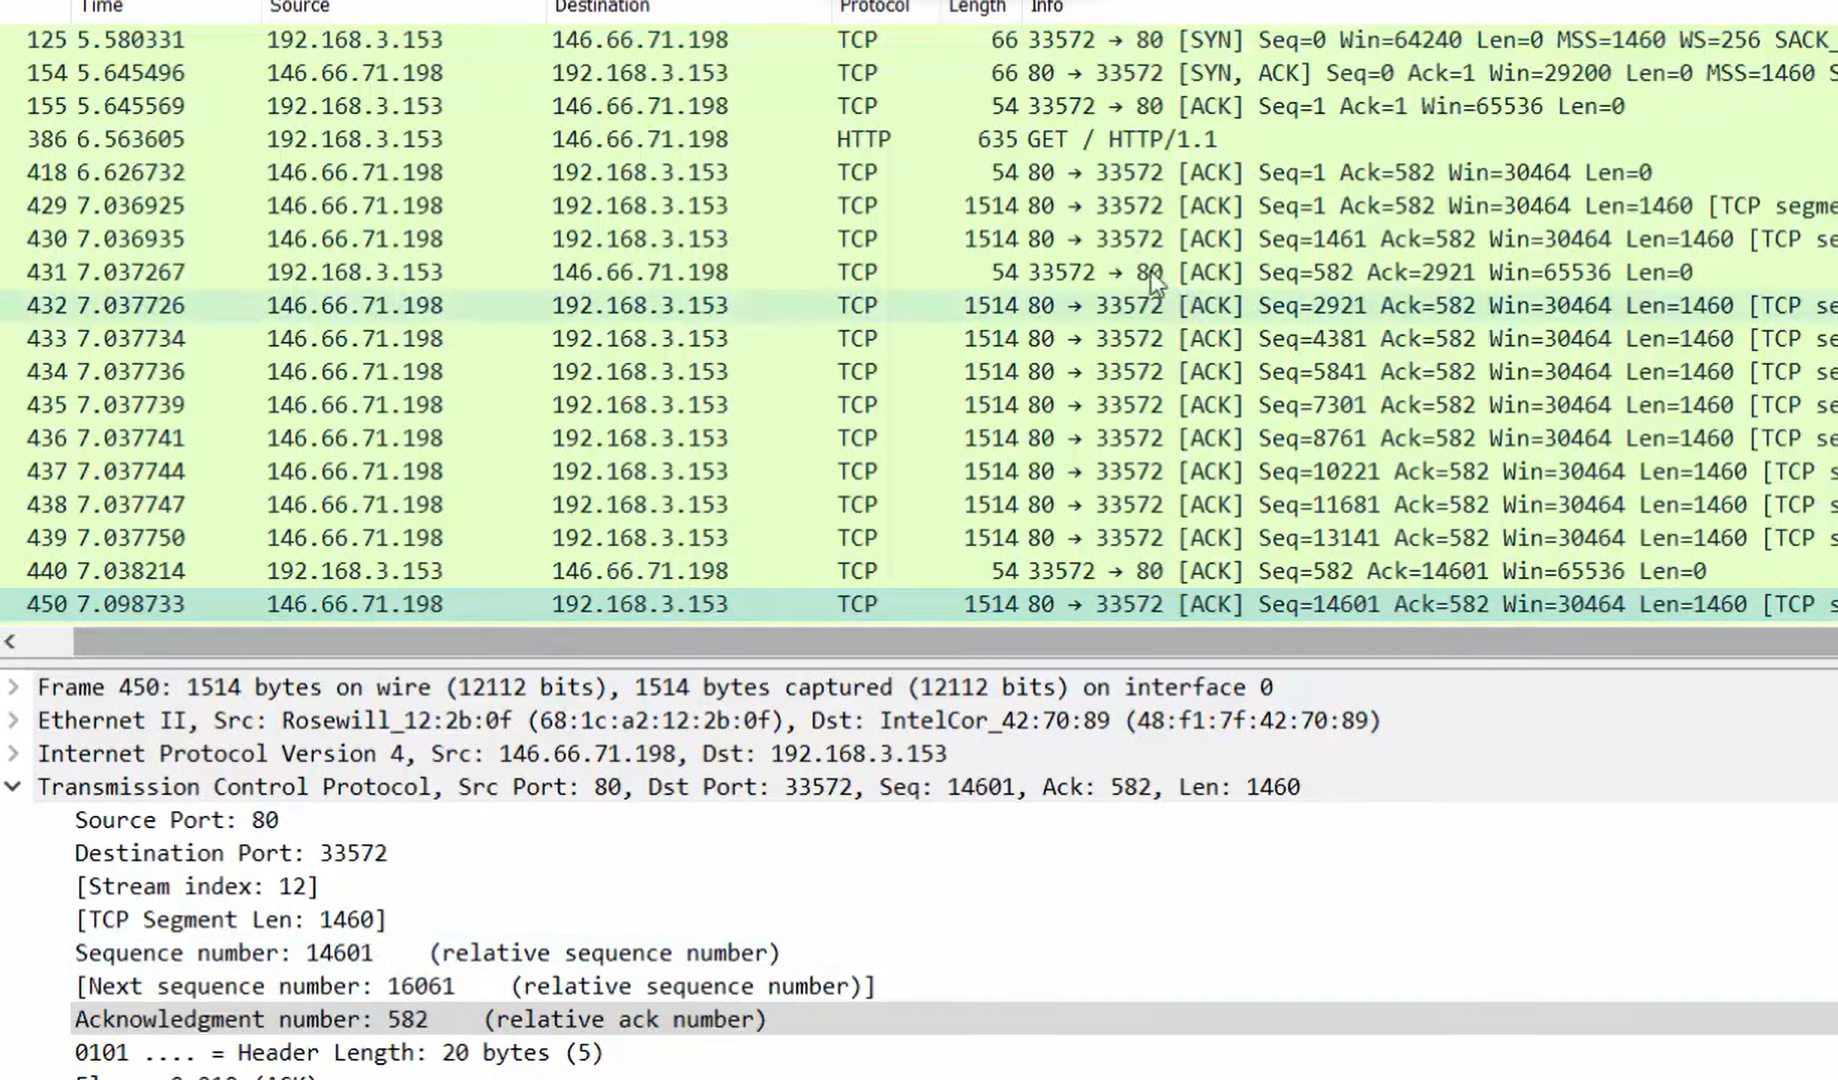 Time Source Destination Protocol Length Info
125 5.580331 192.168.3.153 146.66.71.198 TCP 66 33572 → 80 [SYN] Seq=0 Win=64240 Len=0 MSS=1460 WS=256 SACK_
154 5.645496 146.66.71.198 192.168.3.153 TCP 66 80 → 33572 [SYN, ACK] Seq=0 Ack=1 Win=29200 Len=0 MSS=1460 S
155 5.645569 192.168.3.153 146.66.71.198 TCP 54 33572 → 80 [ACK] Seq=1 Ack=1 Win=65536 Len=0
386 6.563605 192.168.3.153 146.66.71.198 HTTP 635 GET / HTTP/1.1
418 6.626732 146.66.71.198 192.168.3.153 TCP 54 80 → 33572 [ACK] Seq=1 Ack=582 Win=30464 Len=0
429 7.036925 146.66.71.198 192.168.3.153 TCP 1514 80 → 33572 [ACK] Seq=1 Ack=582 Win=30464 Len=1460 [TCP segme
430 7.036935 146.66.71.198 192.168.3.153 TCP 1514 80 → 33572 [ACK] Seq=1461 Ack=582 Win=30464 Len=1460 [TCP se
431 7.037267 192.168.3.153 146.66.71.198 TCP 54 33572 → 80 [ACK] Seq=582 Ack=2921 Win=65536 Len=0
432 7.037726 146.66.71.198 192.168.3.153 TCP 1514 80 → 33572 [ACK] Seq=2921 Ack=582 Win=30464 Len=1460 [TCP se
433 7.037734 146.66.71.198 192.168.3.153 TCP 1514 80 → 33572 [ACK] Seq=4381 Ack=582 Win=30464 Len=1460 [TCP se
434 7.037736 146.66.71.198 192.168.3.153 TCP 1514 80 → 33572 [ACK] Seq=5841 Ack=582 Win=30464 Len=1460 [TCP se
435 7.037739 146.66.71.198 192.168.3.153 TCP 1514 80 → 33572 [ACK] Seq=7301 Ack=582 Win=30464 Len=1460 [TCP se
436 7.037741 146.66.71.198 192.168.3.153 TCP 1514 80 → 33572 [ACK] Seq=8761 Ack=582 Win=30464 Len=1460 [TCP se
437 7.037744 146.66.71.198 192.168.3.153 TCP 1514 80 → 33572 [ACK] Seq=10221 Ack=582 Win=30464 Len=1460 [TCP s
438 7.037747 146.66.71.198 192.168.3.153 TCP 1514 80 → 33572 [ACK] Seq=11681 Ack=582 Win=30464 Len=1460 [TCP s
439 7.037750 146.66.71.198 192.168.3.153 TCP 1514 80 → 33572 [ACK] Seq=13141 Ack=582 Win=30464 Len=1460 [TCP s
440 7.038214 192.168.3.153 146.66.71.198 TCP 54 33572 → 80 [ACK] Seq=582 Ack=14601 Win=65536 Len=0
450 7.098733 146.66.71.198 192.168.3.153 TCP 1514 80 → 33572 [ACK] Seq=14601 Ack=582 Win=30464 Len=1460 [TCP s
Frame 450: 1514 bytes on wire (12112 bits), 1514 bytes captured (12112 bits) on interface 0
Ethernet II, Src: Rosewill_12:2b:0f (68:1c:a2:12:2b:0f), Dst: IntelCor_42:70:89 (48:f1:7f:42:70:89)
Internet Protocol Version 4, Src: 146.66.71.198, Dst: 192.168.3.153
Transmission Control Protocol, Src Port: 80, Dst Port: 33572, Seq: 14601, Ack: 582, Len: 1460
Source Port: 80
Destination Port: 33572
[Stream index: 12]
[TCP Segment Len: 1460]
Sequence number: 14601 (relative sequence number)
[Next sequence number: 16061 (relative sequence number)]
Acknowledgment number: 582 (relative ack number)
0101 .... = Header Length: 20 bytes (5)